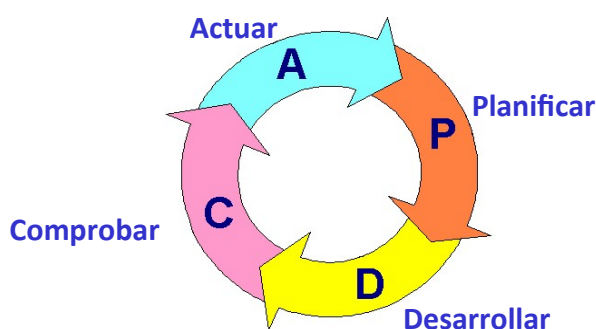 Actuar
A
Planificar
P
Comprobar
C
D
Desarrollar